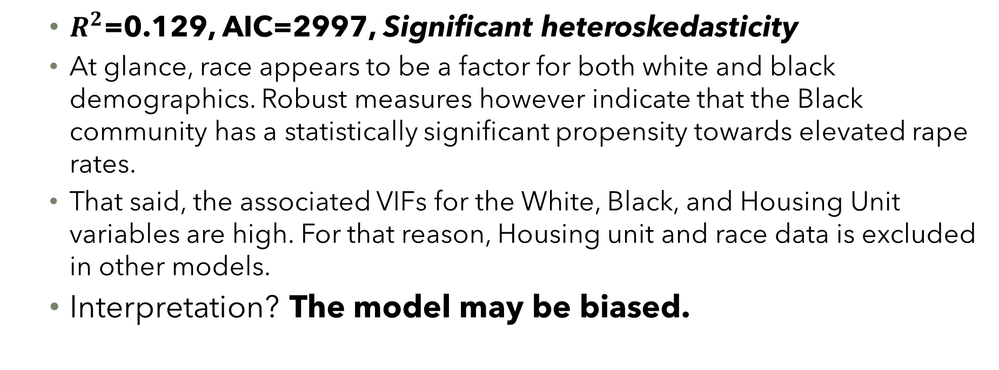 • R²=0.129, AIC=2997, Significant heteroskedasticity
• At glance, race appears to be a factor for both white and black
demographics. Robust measures however indicate that the Black
community has a statistically significant propensity towards elevated rape
rates.
• That said, the associated VIFs for the White, Black, and Housing Unit
variables are high. For that reason, Housing unit and race data is excluded
in other models.
• Interpretation? The model may be biased.